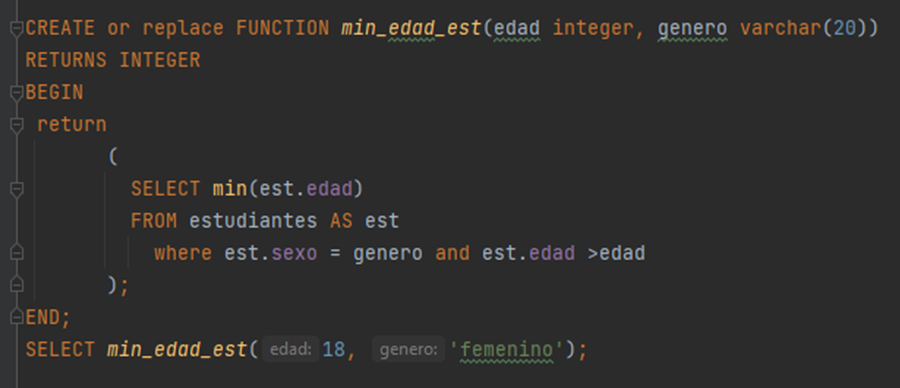 CREATE or replace FUNCTION min_edad_est(edad integer, genero varchar(20))
RETURNS INTEGER
BEGIN
return
(
SELECT min(est.edad)
FROM estudiantes AS est
where est.sexo = genero and est.edad >edad
);
END;
SELECT min_edad_est( edad: 18, genero: 'femenino');